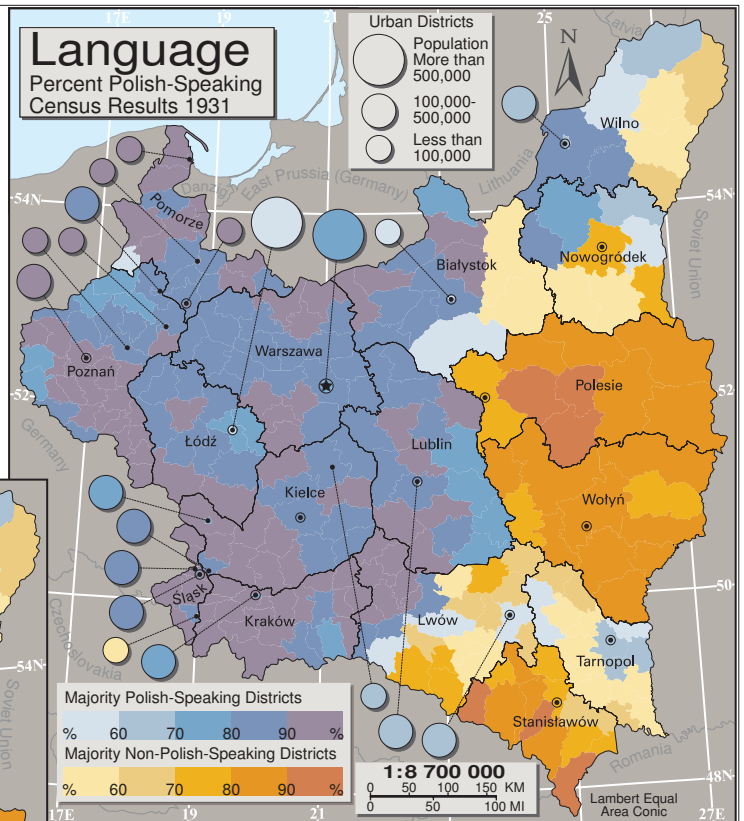 17E
19
21
25
Language
Percent Polish-Speaking
Census Results 1931
Urban Districts
Population
More than
500,000
100,000-
500,000
Less than
100,000
N
Latvia
Wilno
54N
Danzig
East Prussia (Germany)
Lithuania
54N
Pomorze
Soviet Union
Nowogródek
Białystok
Warszawa
Poznań
52
Polesie
52
Germany
Łódź
Lublin
Kielce
Wołyń
50
Śląsk
Kraków
Lwów
Tarnopol
Czechoslovakia
54N
Soviet Union
Stanisławów
Romania
Majority Polish-Speaking Districts
% 60 70 80 90 %
Majority Non-Polish-Speaking Districts
% 60 70 80 90 %
1:8 700 000
0 50 100 150 KM
0 50 100 MI
48N
Lambert Equal
Area Conic
17E
19
21
27E